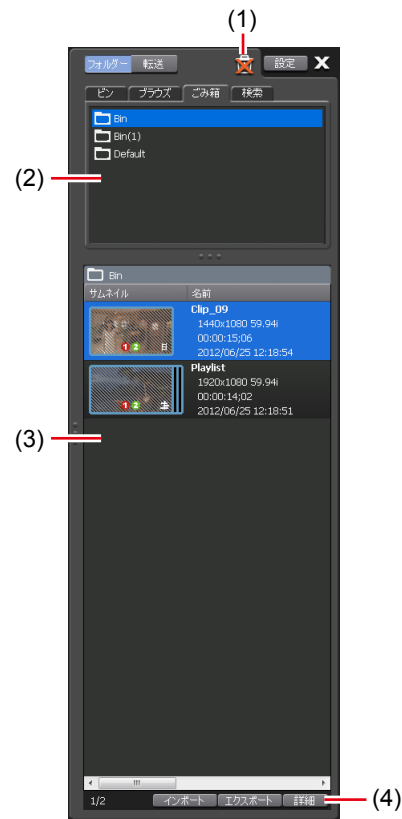 (1)
フォルダー 転送 設定 X
ビン ブラウズ ごみ箱 検索
Bin
Bin(1)
(2)
Default
Bin
サムネイル 名前
Clip_09
1440x1080 59.94i
00:00:15;06
1 2
2012/06/25 12:18:54
Playlist
1920x1080 59.94i
00:00:14;02
1 2
2012/06/25 12:18:51
(3)
1/2 インポート エクスポート 詳細 (4)